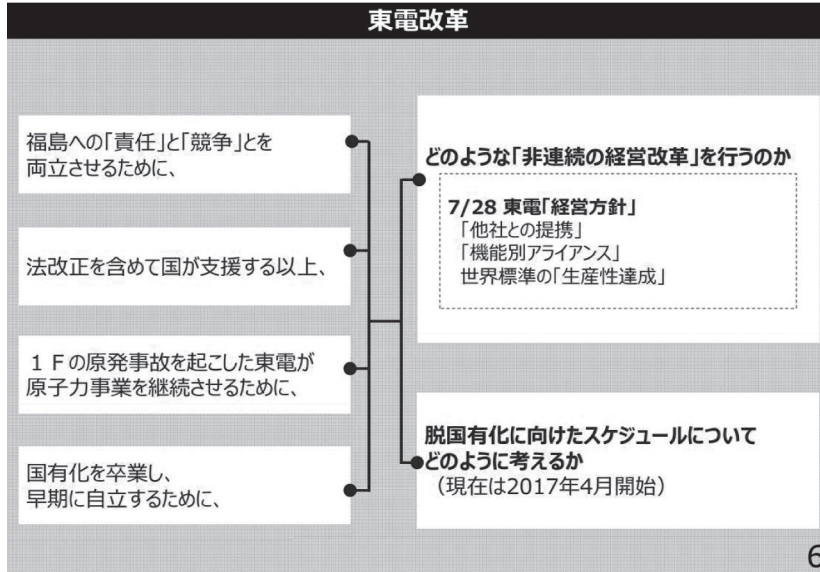 東電改革
福島への「責任」と「競争」とを
両立させるために、
法改正を含めて国が支援する以上、
１Ｆの原発事故を起こした東電が
原子力事業を継続させるために、
国有化を卒業し、
早期に自立するために、
どのような「非連続の経営改革」を行うのか
7/28 東電「経営方針」
「他社との提携」
「機能別アライアンス」
世界標準の「生産性達成」
脱国有化に向けたスケジュールについて
どのように考えるか
（現在は2017年4月開始）
6